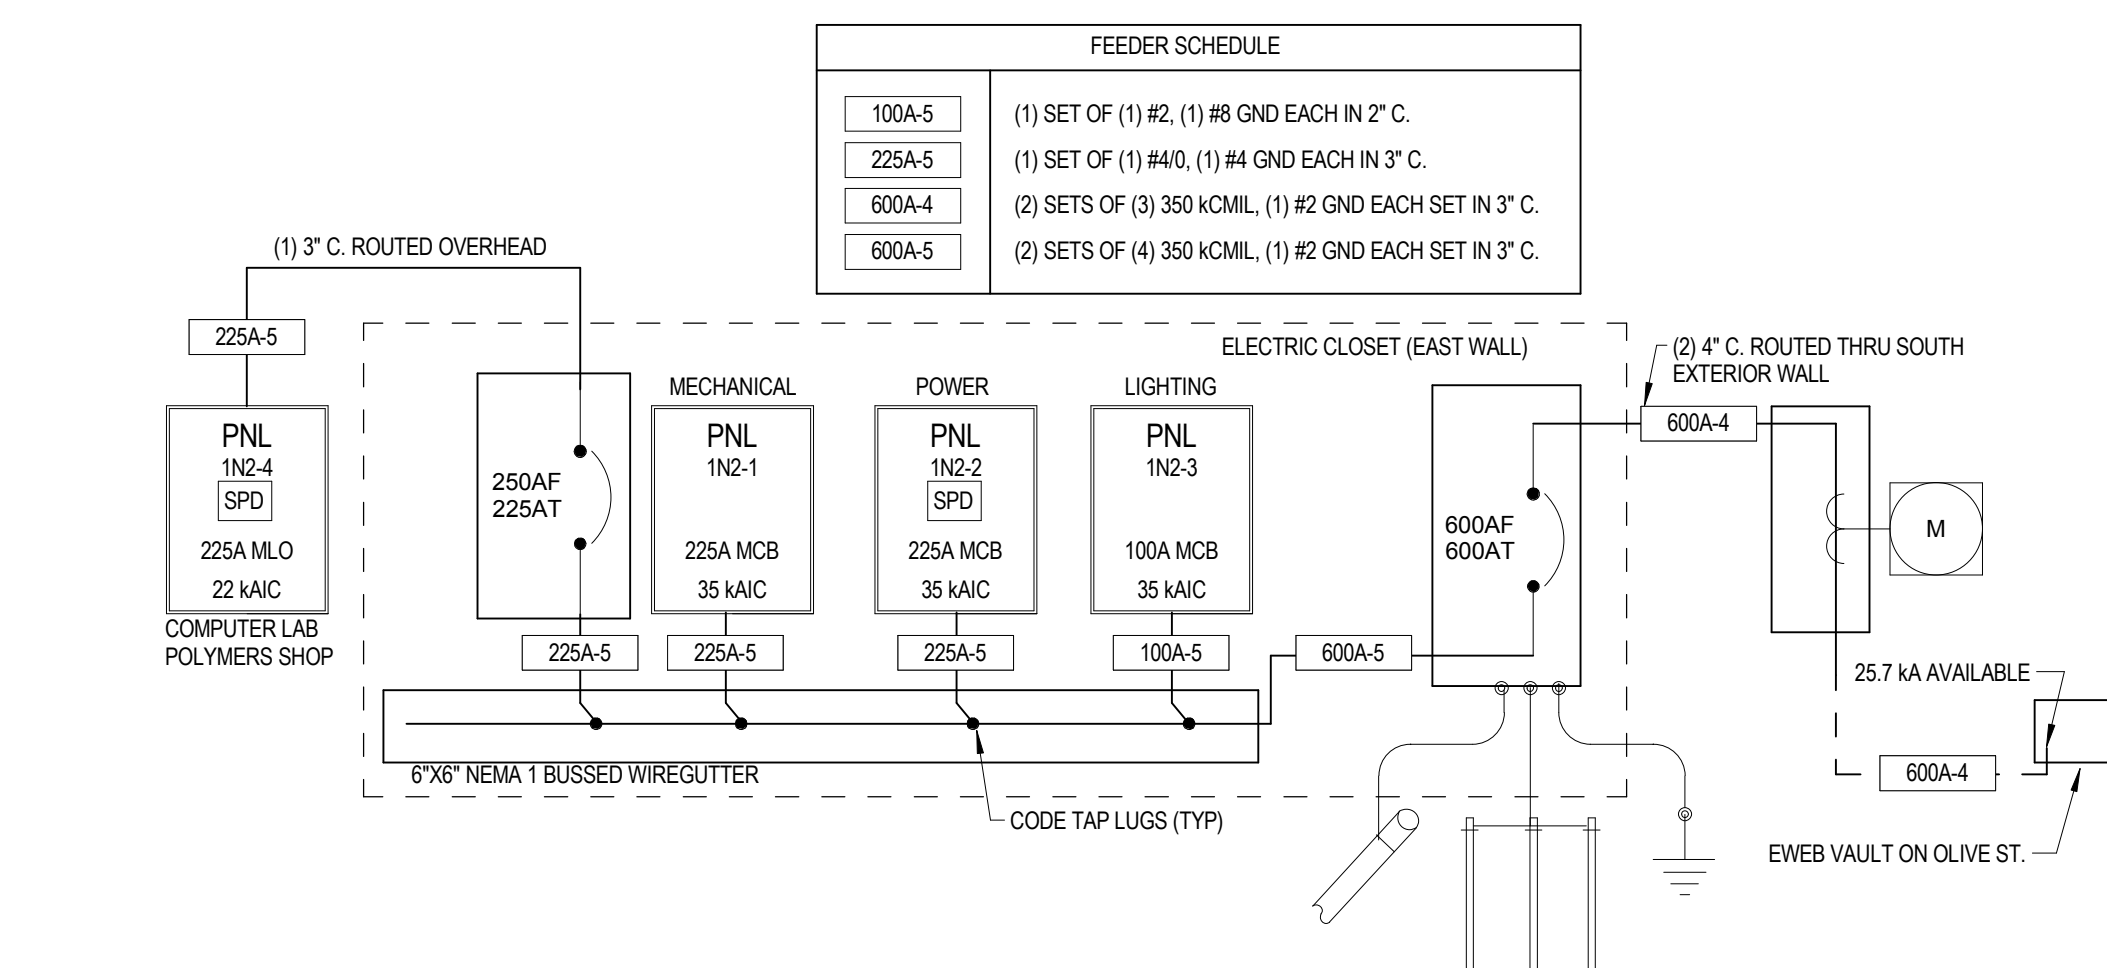 FEEDER SCHEDULE
100A-5 (1) SET OF (1) #2, (1) #8 GND EACH IN 2" C.
225A-5 (1) SET OF (1) #4/0, (1) #4 GND EACH IN 3" C.
600A-4 (2) SETS OF (3) 350 kCMIL, (1) #2 GND EACH SET IN 3" C.
600A-5 (2) SETS OF (4) 350 kCMIL, (1) #2 GND EACH SET IN 3" C.
(1) 3" C. ROUTED OVERHEAD
225A-5
PNL
1N2-4
SPD
225A MLO
22 kAIC
COMPUTER LAB
POLYMERS SHOP
ELECTRIC CLOSET (EAST WALL)
250AF
225AT
225A-5
MECHANICAL
PNL
1N2-1
225A MCB
35 kAIC
225A-5
POWER
PNL
1N2-2
SPD
225A MCB
35 kAIC
225A-5
LIGHTING
PNL
1N2-3
100A MCB
35 kAIC
100A-5
600A-5
600AF
600AT
6"X6" NEMA 1 BUSSED WIREGUTTER
CODE TAP LUGS (TYP)
(2) 4" C. ROUTED THRU SOUTH
EXTERIOR WALL
600A-4
M
25.7 kA AVAILABLE
600A-4
EWEB VAULT ON OLIVE ST.